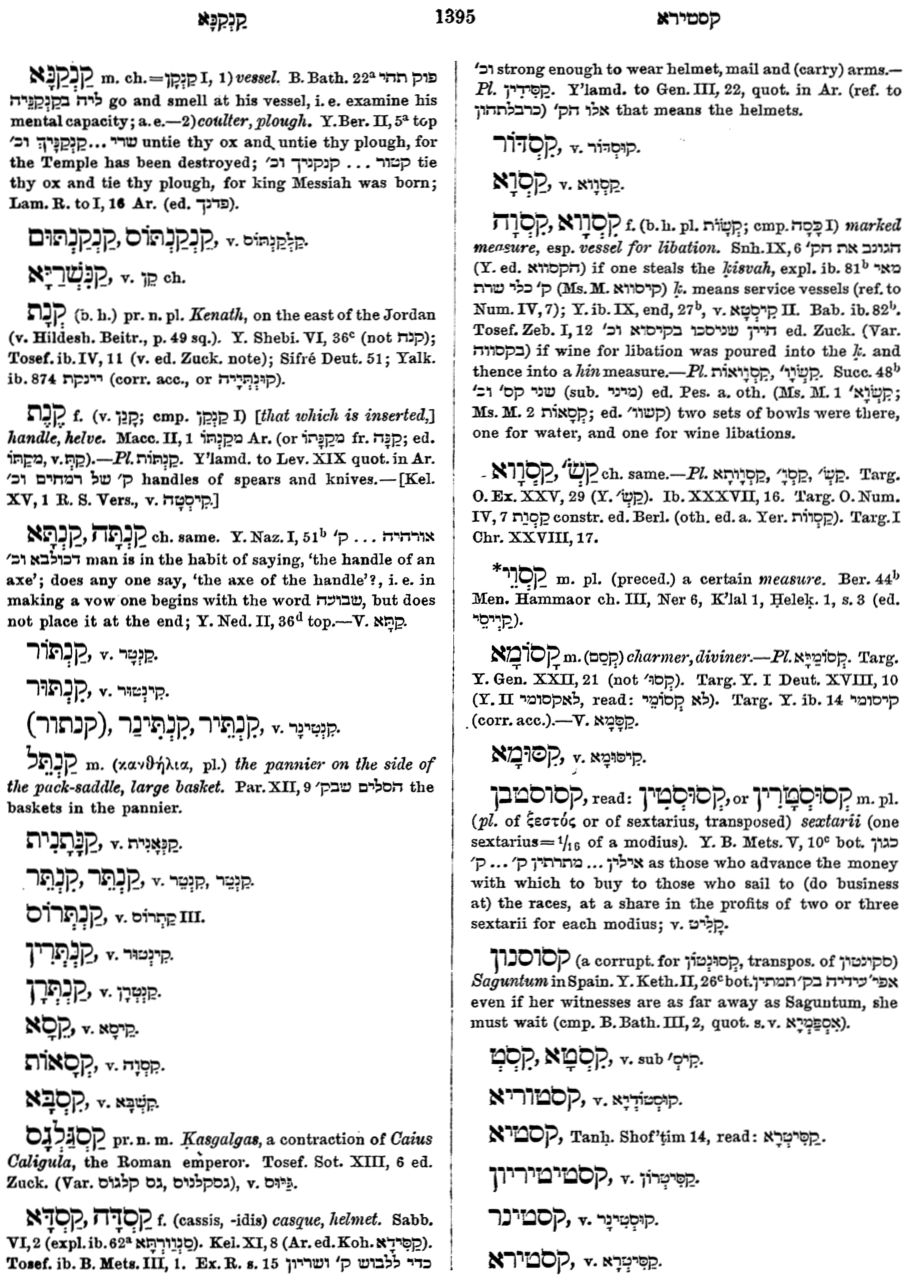 קַנְקַנָּא 1395 קסטירא
קַנְקַנָּא m. ch.=קַנְקַן I, 1) vessel. B. Bath. 22ª פוק תהי
ליה בקנקניה go and smell at his vessel, i. e. examine his
mental capacity; a. e.—2) coulter, plough. Y. Ber. II, 5ª top
שרי ... קַנְקַנָּיךְ וכ׳ untie thy ox and untie thy plough, for
the Temple has been destroyed; קטור ... קנקניך וכ׳ tie
thy ox and tie thy plough, for king Messiah was born;
Lam. R. to I, 16 Ar. (ed. פדנך).
קַנְקַנְתּוֹס, קַנְקַנְתּוּם, v. קַלְקַנְתּוֹס.
קַנִּשְׁרַיָּא, v. קַן ch.
קְנָת (b. h.) pr. n. pl. Kenath, on the east of the Jordan
(v. Hildesh. Beitr., p. 49 sq.). Y. Shebi. VI, 36ᶜ (not קנח);
Tosef. ib. IV, 11 (v. ed. Zuck. note); Sifré Deut. 51; Yalk.
ib. 874 ויינקת (corr. acc., or קוּנְתְּיָיה).
קֶנֶת f. (v. קָנַן; cmp. קַנְקַן I) [that which is inserted,]
handle, helve. Macc. II, 1 מקַנְתּוֹ Ar. (or מקַנָּתוֹ fr. קַנָּה; ed.
מִקַּתּוֹ, v. קַת).—Pl. קַנְתּוֹת. Y'lamd. to Lev. XIX quot. in Ar.
ק׳ של רמחים וכ׳ handles of spears and knives.—[Kel.
XV, 1 R. S. Vers., v. קִיסְטָה.]
קַנְתָּה, קַנְתָּא ch. same. Y. Naz. I, 51ᵇ אורהיה ... ק׳
דכולבא וכ׳ man is in the habit of saying, 'the handle of an
axe'; does any one say, 'the axe of the handle'?, i. e. in
making a vow one begins with the word שבועה, but does
not place it at the end; Y. Ned. II, 36ᵈ top.—V. קַתָּא.
קַנְתּוֹר, v. קַנְטָר.
קִנְתּוּר, v. קִינְטוּר.
קַנְתֵּיר, קִנְתִּינַר, (קנתור), v. קִנְטִינָר.
קַנְתֵּל m. (κανθήλια, pl.) the pannier on the side of
the pack-saddle, large basket. Par. XII, 9 הסלים שבק׳ the
baskets in the pannier.
קַנְתָנִית, v. קַנְּאָנִית.
קַנְתֵּר, קִנְתֵּר, v. קַנְטֵר, קִנְטֵר.
קַנְתְּרוֹס, v. קַתְרוֹס III.
קִנְתְּרִין, v. קִינְטוּר.
קַנְתְּרָן, v. קַנְטְרָן.
קֵסָא, v. קֵיסָא.
קְסָאוֹת, v. קַסְוָה.
קִסְבָּא, v. קִשְׁבָּא.
קַסְגַּלְגַס pr. n. m. Ḳasgalgas, a contraction of Caius
Caligula, the Roman emperor. Tosef. Sot. XIII, 6 ed.
Zuck. (Var. גסקלגיס, גס קלגוס), v. גַּיּוּס.
קַסְדָּה, קַסְדָּא f. (cassis, -idis) casque, helmet. Sabb.
VI, 2 (expl. ib. 62ª סַנְוַורְתָּא). Kel. XI, 8 (Ar. ed. Koh. קַסִּידָא).
Tosef. ib. B. Mets. III, 1. Ex. R. s. 15 כדי ללבוש ק׳ ושריון
וכ׳ strong enough to wear helmet, mail and (carry) arms.—
Pl. קַסִּידִין. Y'lamd. to Gen. III, 22, quot. in Ar. (ref. to
כרבלתהון) אלו הק׳ that means the helmets.
קַסְדּוֹר, v. קוּסְדּוֹר.
קַסְוָא, v. קַסְוָוא.
קַסְוָוא, קַסְוָה f. (b. h. pl. קְשָׂוֹת; cmp. כָּסָה I) marked
measure, esp. vessel for libation. Snh. IX, 6 הגונב את הק׳
(Y. ed. הקסווא) if one steals the ḳisvah, expl. ib. 81ᵇ מאי
ק׳ כלי שרת (Ms. M. קיסווא) ḳ. means service vessels (ref. to
Num. IV, 7); Y. ib. IX, end, 27ᵇ, v. קִיסְטָא II. Bab. ib. 82ᵇ.
Tosef. Zeb. I, 12 היין שניסכו בקיסוא וכ׳ ed. Zuck. (Var.
בקסווה) if wine for libation was poured into the ḳ. and
thence into a hin measure.—Pl. קַסְוָואוֹת, קַשְׂוָו׳. Succ. 48ᵇ
שני קס׳ וכ׳ (sub. מיני) ed. Pes. a. oth. (Ms. M. 1 קַשְׂוָא׳;
Ms. M. 2 קְסָאוֹת; ed. קשוו׳) two sets of bowls were there,
one for water, and one for wine libations.
קַסְוָוא, קַשְׂ׳ ch. same.—Pl. קַסְוָוּתָא, קַסְוָ׳, קַשְׂ׳. Targ.
O. Ex. XXV, 29 (Y. קַשְׂ׳). Ib. XXXVII, 16. Targ. O. Num.
IV, 7 קַסְוַת constr. ed. Berl. (oth. ed. a. Yer. קַסְוֹוֹת). Targ. I
Chr. XXVIII, 17.
*קַסְוֵי m. pl. (preced.) a certain measure. Ber. 44ᵇ
Men. Hammaor ch. III, Ner 6, K'lal 1, Ḥelek. 1, s. 3 (ed.
קַוְיסֵי).
קָסוֹמָא m. (קְסַם) charmer, diviner.—Pl. קָסוֹמַיָּא. Targ.
Y. Gen. XXII, 21 (not קְסוּ׳). Targ. Y. I Deut. XVIII, 10
(Y. II לאקסומי, read: לא קָסוֹמֵי). Targ. Y. ib. 14 קיסומי
(corr. acc.).—V. קַסָּמָא.
קִסּוּמָא, v. קִיסּוּמָא.
קסוסטבן, read: קְסוּסְטִין, or קְסוּסְטָרִין m. pl.
(pl. of ξεστός or of sextarius, transposed) sextarii (one
sextarius=¹/₁₆ of a modius). Y. B. Mets. V, 10ᶜ bot. כגון
אילין ... מתרתין ק׳ ... ק׳ as those who advance the money
with which to buy to those who sail to (do business
at) the races, at a share in the profits of two or three
sextarii for each modius; v. קַלִּיט.
קסוסנון (a corrupt. for קְסוּנְטוֹן, transpos. of סקינטון)
Saguntum in Spain. Y. Keth. II, 26ᶜ bot. אפי׳ עידיה בק׳ תמתין
even if her witnesses are as far away as Saguntum, she
must wait (cmp. B. Bath. III, 2, quot. s. v. אִסְפַּמְיָא).
קִסְטָא, קִסְטְ, v. sub קִיס׳.
קסטוריא, v. קוּסְטוֹדְיָא.
קסטיא, Tanḥ. Shof'ṭim 14, read: קַסִּיטְרָא.
קסטיטיריון, v. קַסִּיטְרוֹן.
קסטינר, v. קוּסְטִינָר.
קסטירא, v. קַסִּיטְרָא.